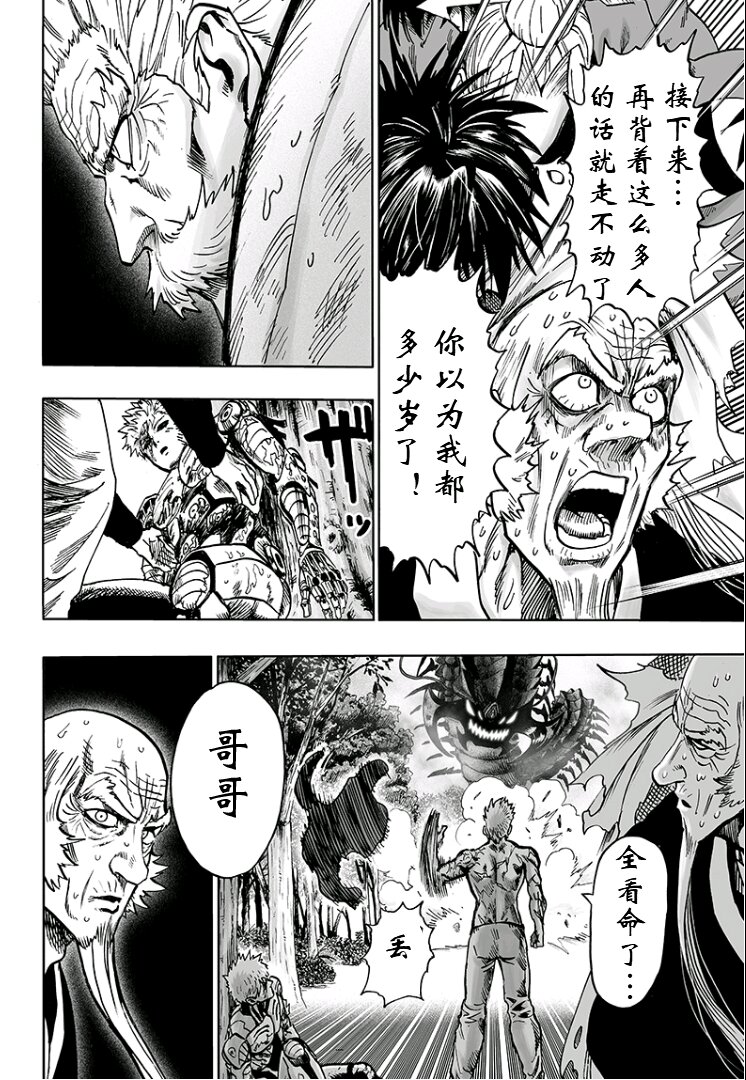 接下来…
再背着这么多人
的话就走不动了
你以为我都
多少岁了！
ザッ
全看命了…
丢
哥哥